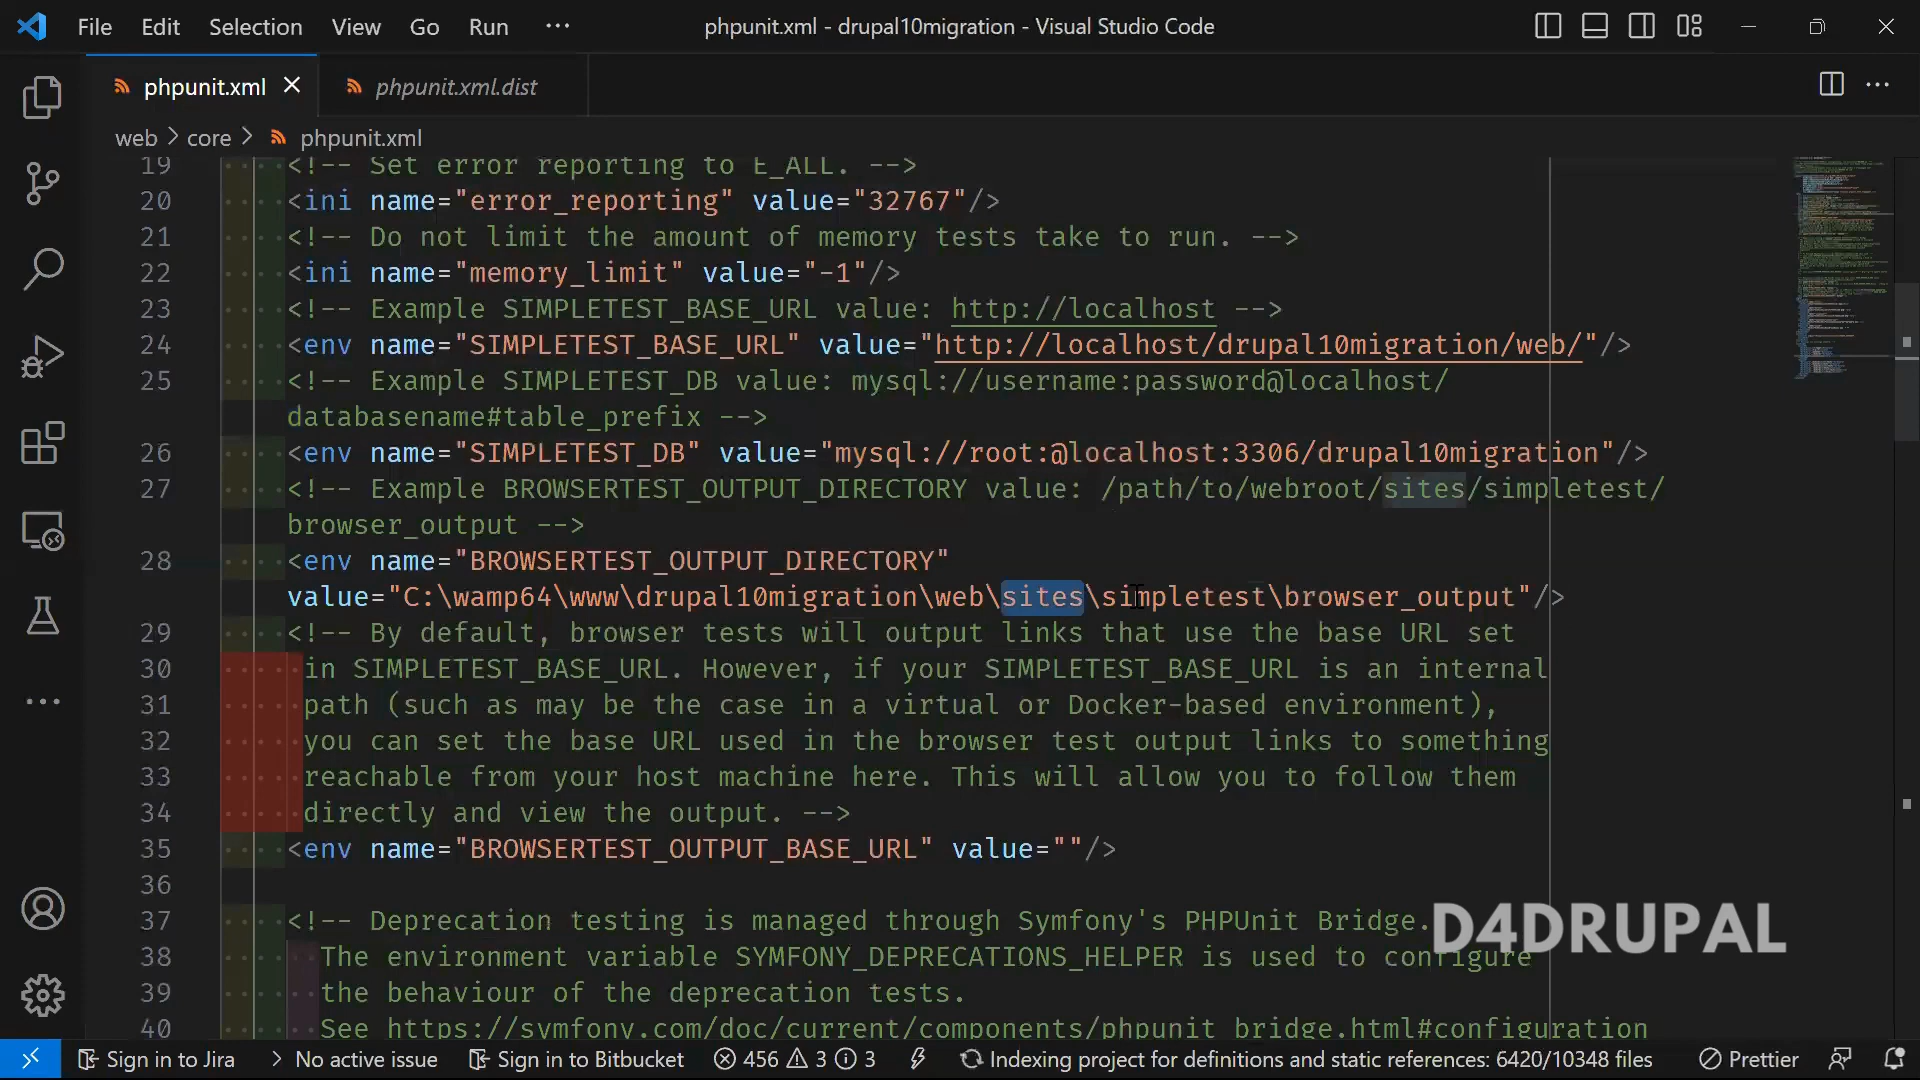 File Edit Selection View Go Run ··· phpunit.xml - drupal10migration - Visual Studio Code
phpunit.xml phpunit.xml.dist
web > core > phpunit.xml
19 <!-- Set error reporting to E_ALL. -->
20 <ini name="error_reporting" value="32767"/>
21 <!-- Do not limit the amount of memory tests take to run. -->
22 <ini name="memory_limit" value="-1"/>
23 <!-- Example SIMPLETEST_BASE_URL value: http://localhost -->
24 <env name="SIMPLETEST_BASE_URL" value="http://localhost/drupal10migration/web/"/>
25 <!-- Example SIMPLETEST_DB value: mysql://username:password@localhost/
databasename#table_prefix -->
26 <env name="SIMPLETEST_DB" value="mysql://root:@localhost:3306/drupal10migration"/>
27 <!-- Example BROWSERTEST_OUTPUT_DIRECTORY value: /path/to/webroot/sites/simpletest/
browser_output -->
28 <env name="BROWSERTEST_OUTPUT_DIRECTORY"
value="C:\wamp64\www\drupal10migration\web\sites\simpletest\browser_output"/>
29 <!-- By default, browser tests will output links that use the base URL set
30 in SIMPLETEST_BASE_URL. However, if your SIMPLETEST_BASE_URL is an internal
31 path (such as may be the case in a virtual or Docker-based environment),
32 you can set the base URL used in the browser test output links to something
33 reachable from your host machine here. This will allow you to follow them
34 directly and view the output. -->
35 <env name="BROWSERTEST_OUTPUT_BASE_URL" value=""/>
36
37 <!-- Deprecation testing is managed through Symfony's PHPUnit Bridge.
38 The environment variable SYMFONY_DEPRECATIONS_HELPER is used to configure
39 the behaviour of the deprecation tests.
40 See https://symfony.com/doc/current/components/phpunit_bridge.html#configuration
D4DRUPAL
Sign in to Jira > No active issue Sign in to Bitbucket 456 3 3 Indexing project for definitions and static references: 6420/10348 files Prettier